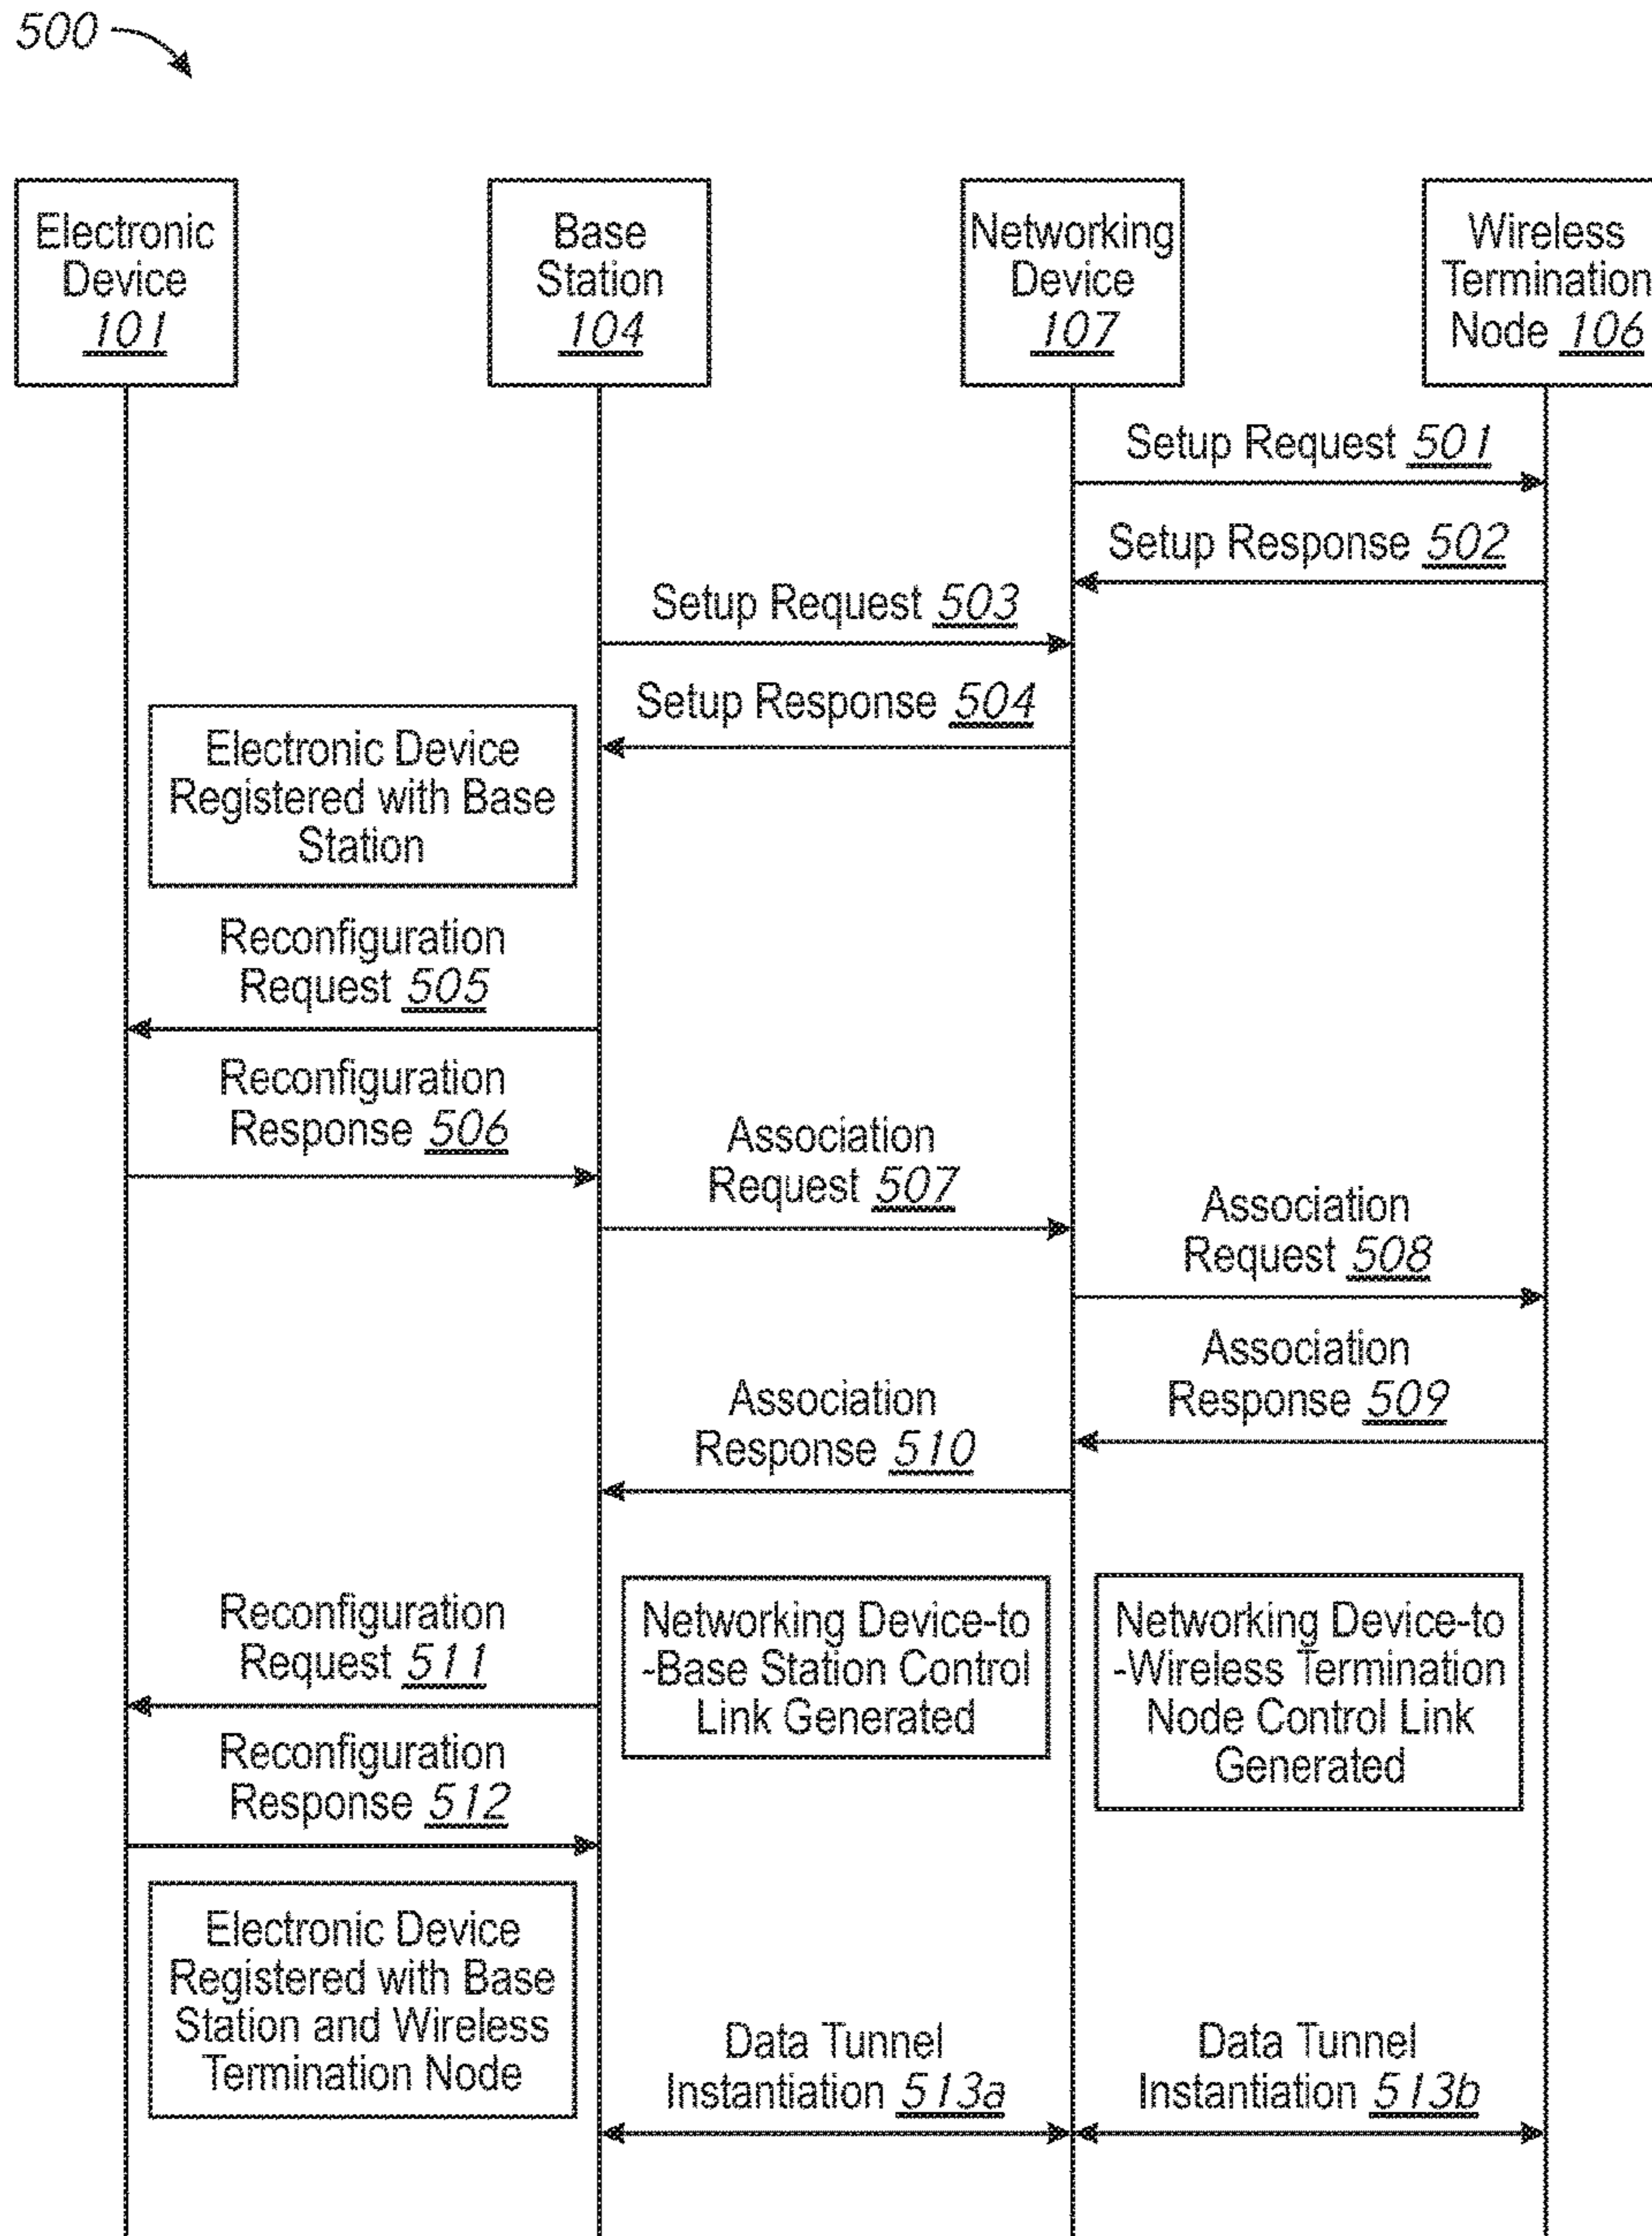 500
Electronic
Device
101
Base
Station
104
Networking
Device
107
Wireless
Termination
Node 106
Setup Request 501
Setup Response 502
Setup Request 503
Setup Response 504
Electronic Device
Registered with Base
Station
Reconfiguration
Request 505
Reconfiguration
Response 506
Association
Request 507
Association
Request 508
Association
Response 509
Association
Response 510
Reconfiguration
Request 511
Networking Device-to
-Base Station Control
Link Generated
Networking Device-to
-Wireless Termination
Node Control Link
Generated
Reconfiguration
Response 512
Electronic Device
Registered with Base
Station and Wireless
Termination Node
Data Tunnel
Instantiation 513a
Data Tunnel
Instantiation 513b